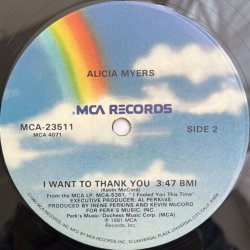 ALICIA MYERS
MCA RECORDS
MCA-23511
MCA 4071
SIDE 2
I WANT TO THANK YOU 3:47 BMI
(Kevin McCord)
From the MCA LP, MCA-5361, "I Fooled You This Time"
EXECUTIVE PRODUCER: AL PERKINS
PRODUCED BY IRENE PERKINS AND KEVIN McCORD
FOR PERK'S MUSIC, INC.
Perk's Music/Duchess Music Corp. (MCA)
℗ 1981 MCA
Records, Inc.